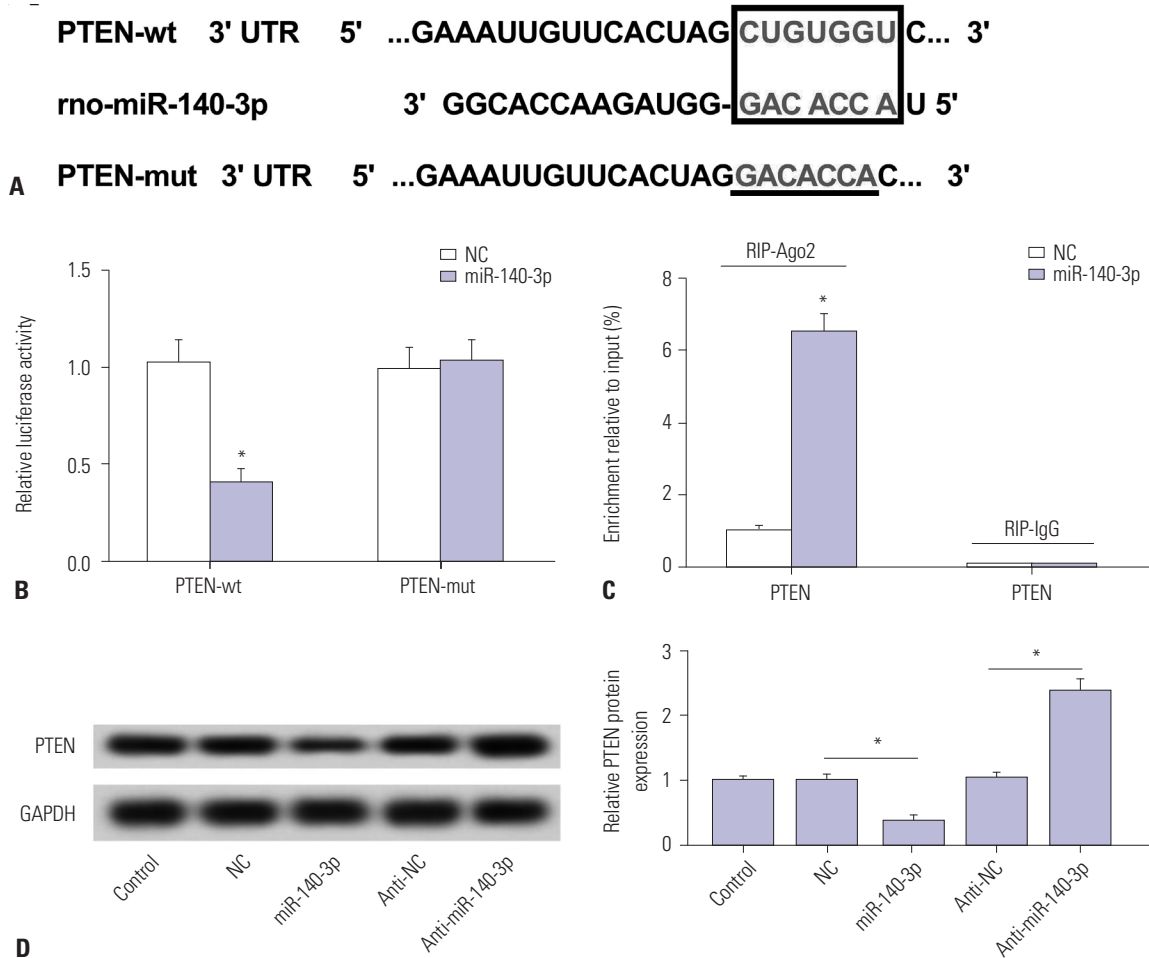 PTEN-wt 3' UTR 5' ...GAAAUUGUUCACUAG CUGUGGU C... 3'
rno-miR-140-3p 3' GGCACCAAGAUGG- GAC ACC A U 5'
A PTEN-mut 3' UTR 5' ...GAAAUUGUUCACUAGGACACCAC... 3'
NC
miR-140-3p
1.5
1.0
0.5
0.0
Relative luciferase activity
*
PTEN-wt PTEN-mut
B
RIP-Ago2
NC
miR-140-3p
8
6
4
2
0
Enrichment relative to input (%)
*
RIP-IgG
PTEN PTEN
C
PTEN
GAPDH
Control NC miR-140-3p Anti-NC Anti-miR-140-3p
3
2
1
0
Relative PTEN protein
expression
*
*
Control NC miR-140-3p Anti-NC Anti-miR-140-3p
D